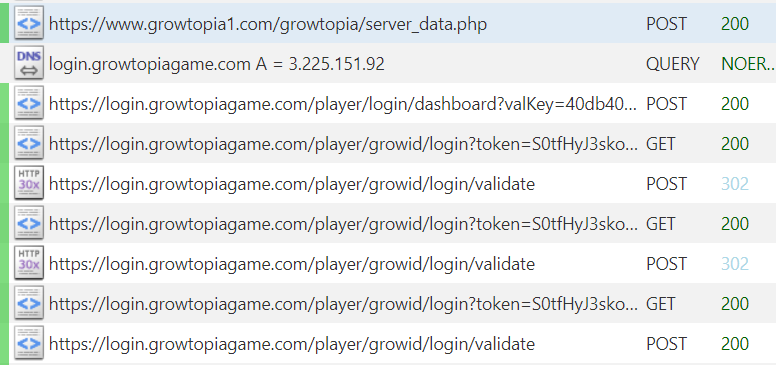 https://www.growtopia1.com/growtopia/server_data.php POST 200
DNS login.growtopiagame.com A = 3.225.151.92 QUERY NOER...
https://login.growtopiagame.com/player/login/dashboard?valKey=40db40... POST 200
https://login.growtopiagame.com/player/growid/login?token=S0tfHyJ3sko... GET 200
HTTP 30x https://login.growtopiagame.com/player/growid/login/validate POST 302
https://login.growtopiagame.com/player/growid/login?token=S0tfHyJ3sko... GET 200
HTTP 30x https://login.growtopiagame.com/player/growid/login/validate POST 302
https://login.growtopiagame.com/player/growid/login?token=S0tfHyJ3sko... GET 200
https://login.growtopiagame.com/player/growid/login/validate POST 200